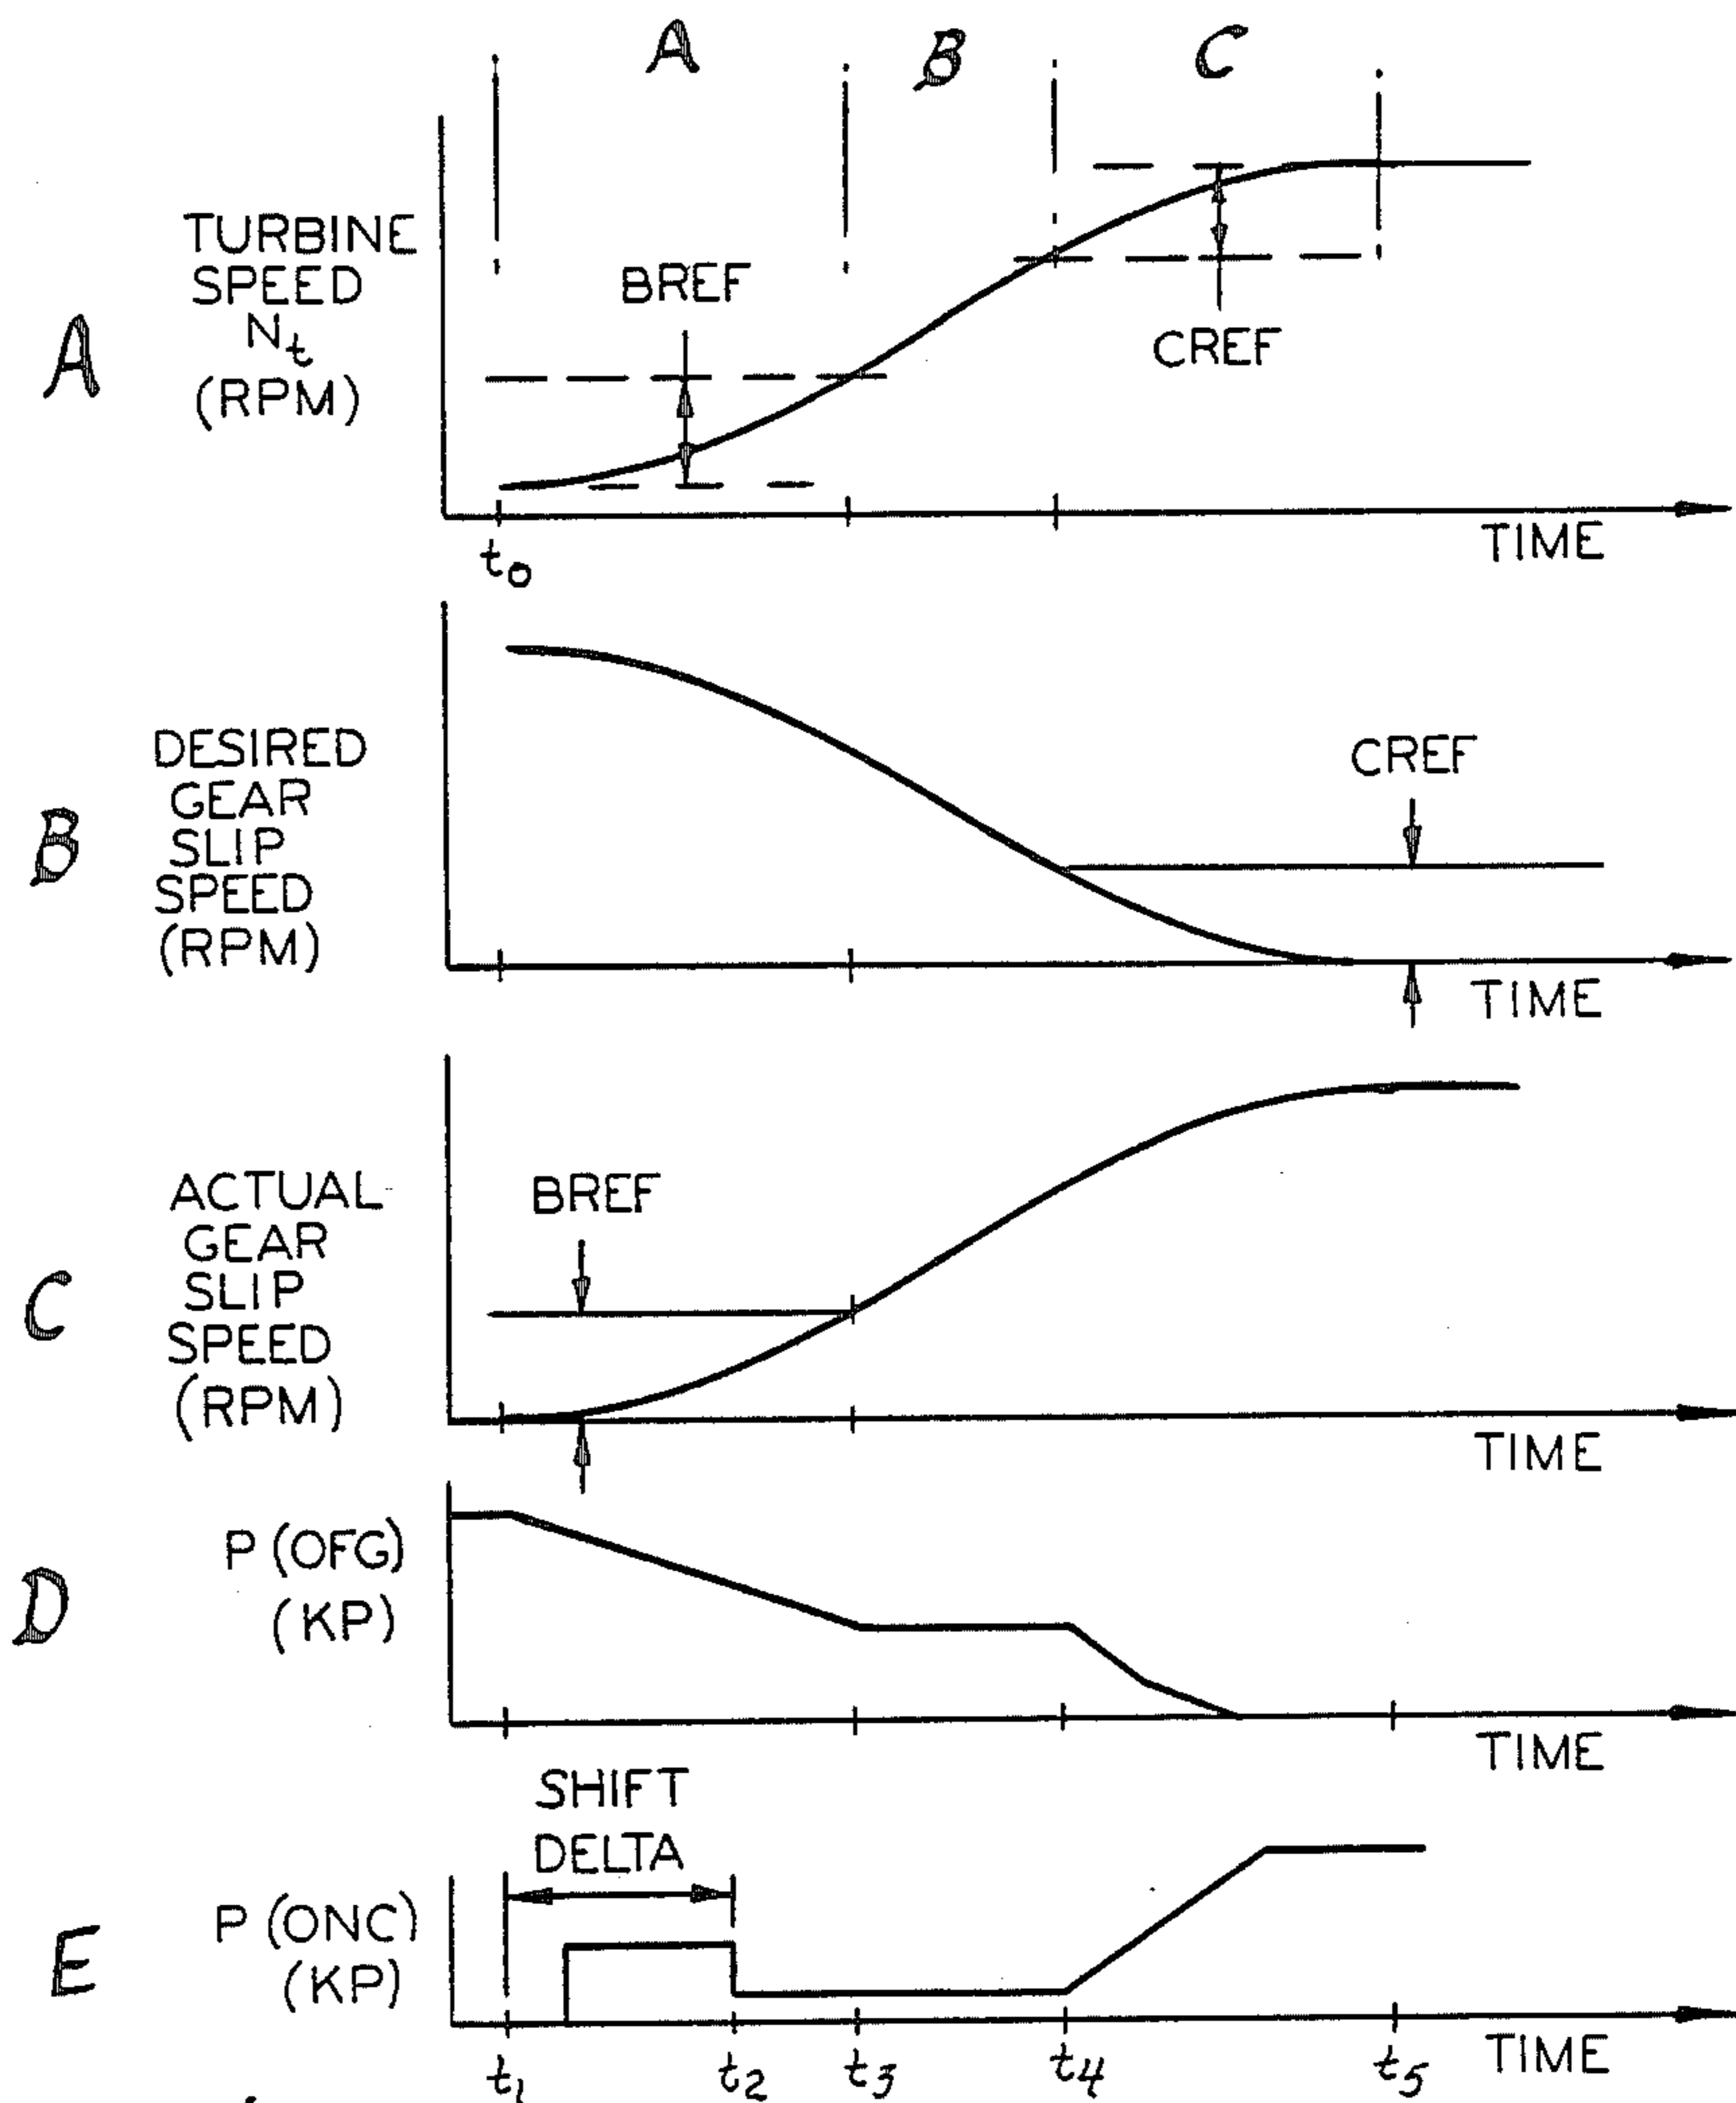 A B C
TURBINE
SPEED
Nt
(RPM)
A
BREF
CREF
t0
TIME
DESIRED
GEAR
SLIP
SPEED
(RPM)
B
CREF
TIME
ACTUAL
GEAR
SLIP
SPEED
(RPM)
C
BREF
TIME
P (OFG)
(KP)
D
TIME
SHIFT
DELTA
P (ONC)
(KP)
E
t1 t2 t3 t4 t5 TIME